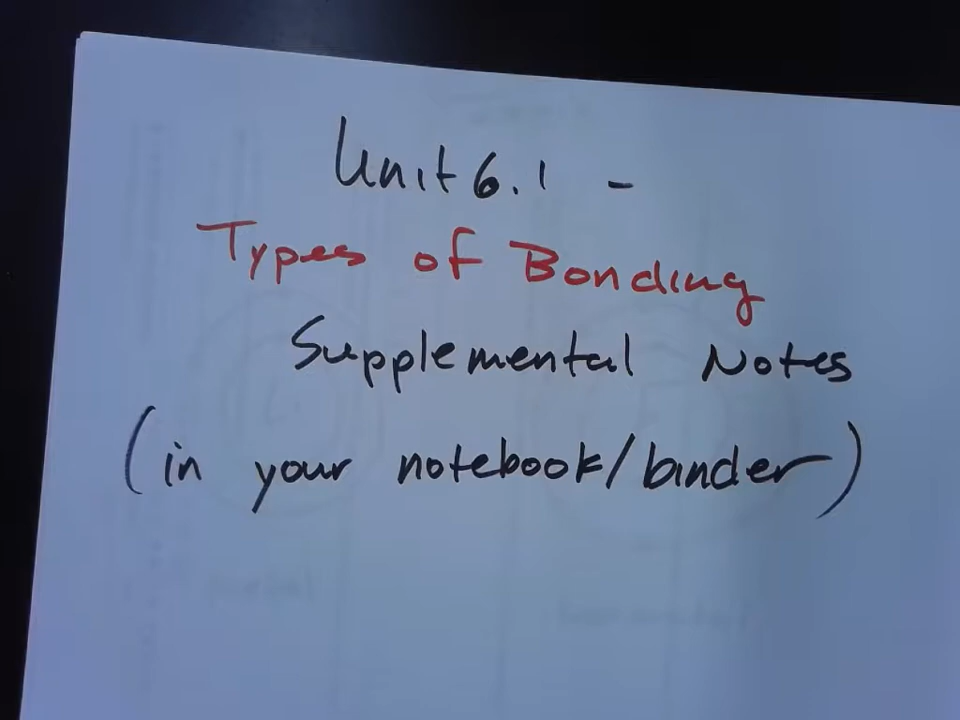 Unit 6.1 -
Types of Bonding
Supplemental Notes
(in your notebook/binder)